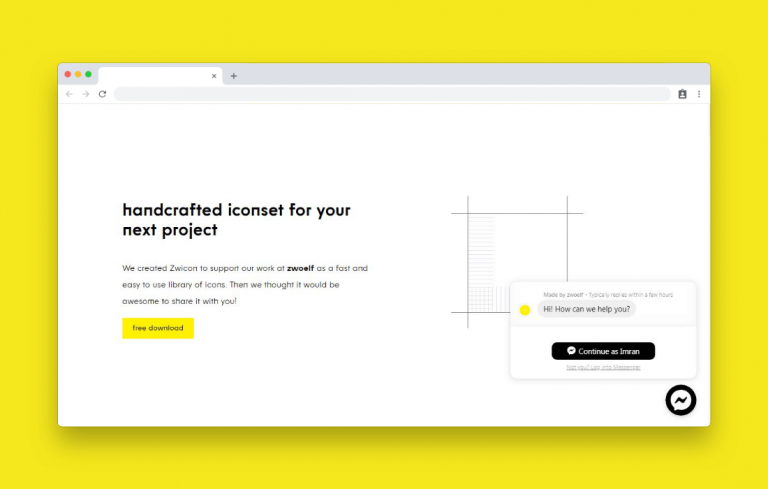 handcrafted iconset for your
next project
We created Zwicon to support our work at zwoelf as a fast and
easy to use library of icons. Then we thought it would be
awesome to share it with you!
free download
Made by zwoelf • Typically replies within a few hours
Hi! How can we help you?
Continue as Imran
Not you? Log into Messenger